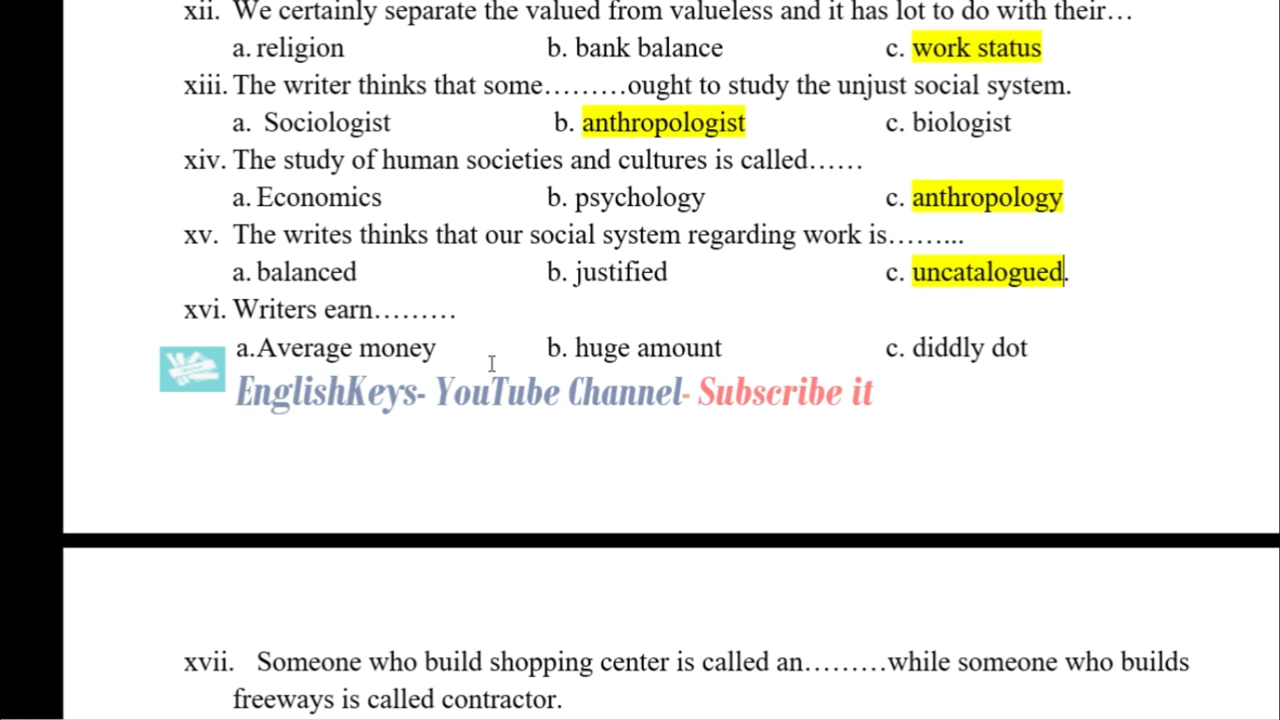 xii. We certainly separate the valued from valueless and it has lot to do with their…
a. religion b. bank balance c. work status
xiii. The writer thinks that some………ought to study the unjust social system.
a. Sociologist b. anthropologist c. biologist
xiv. The study of human societies and cultures is called……
a. Economics b. psychology c. anthropology
xv. The writes thinks that our social system regarding work is……...
a. balanced b. justified c. uncatalogued.
xvi. Writers earn………
a.Average money b. huge amount c. diddly dot
EnglishKeys- YouTube Channel- Subscribe it
xvii. Someone who build shopping center is called an………while someone who builds
freeways is called contractor.